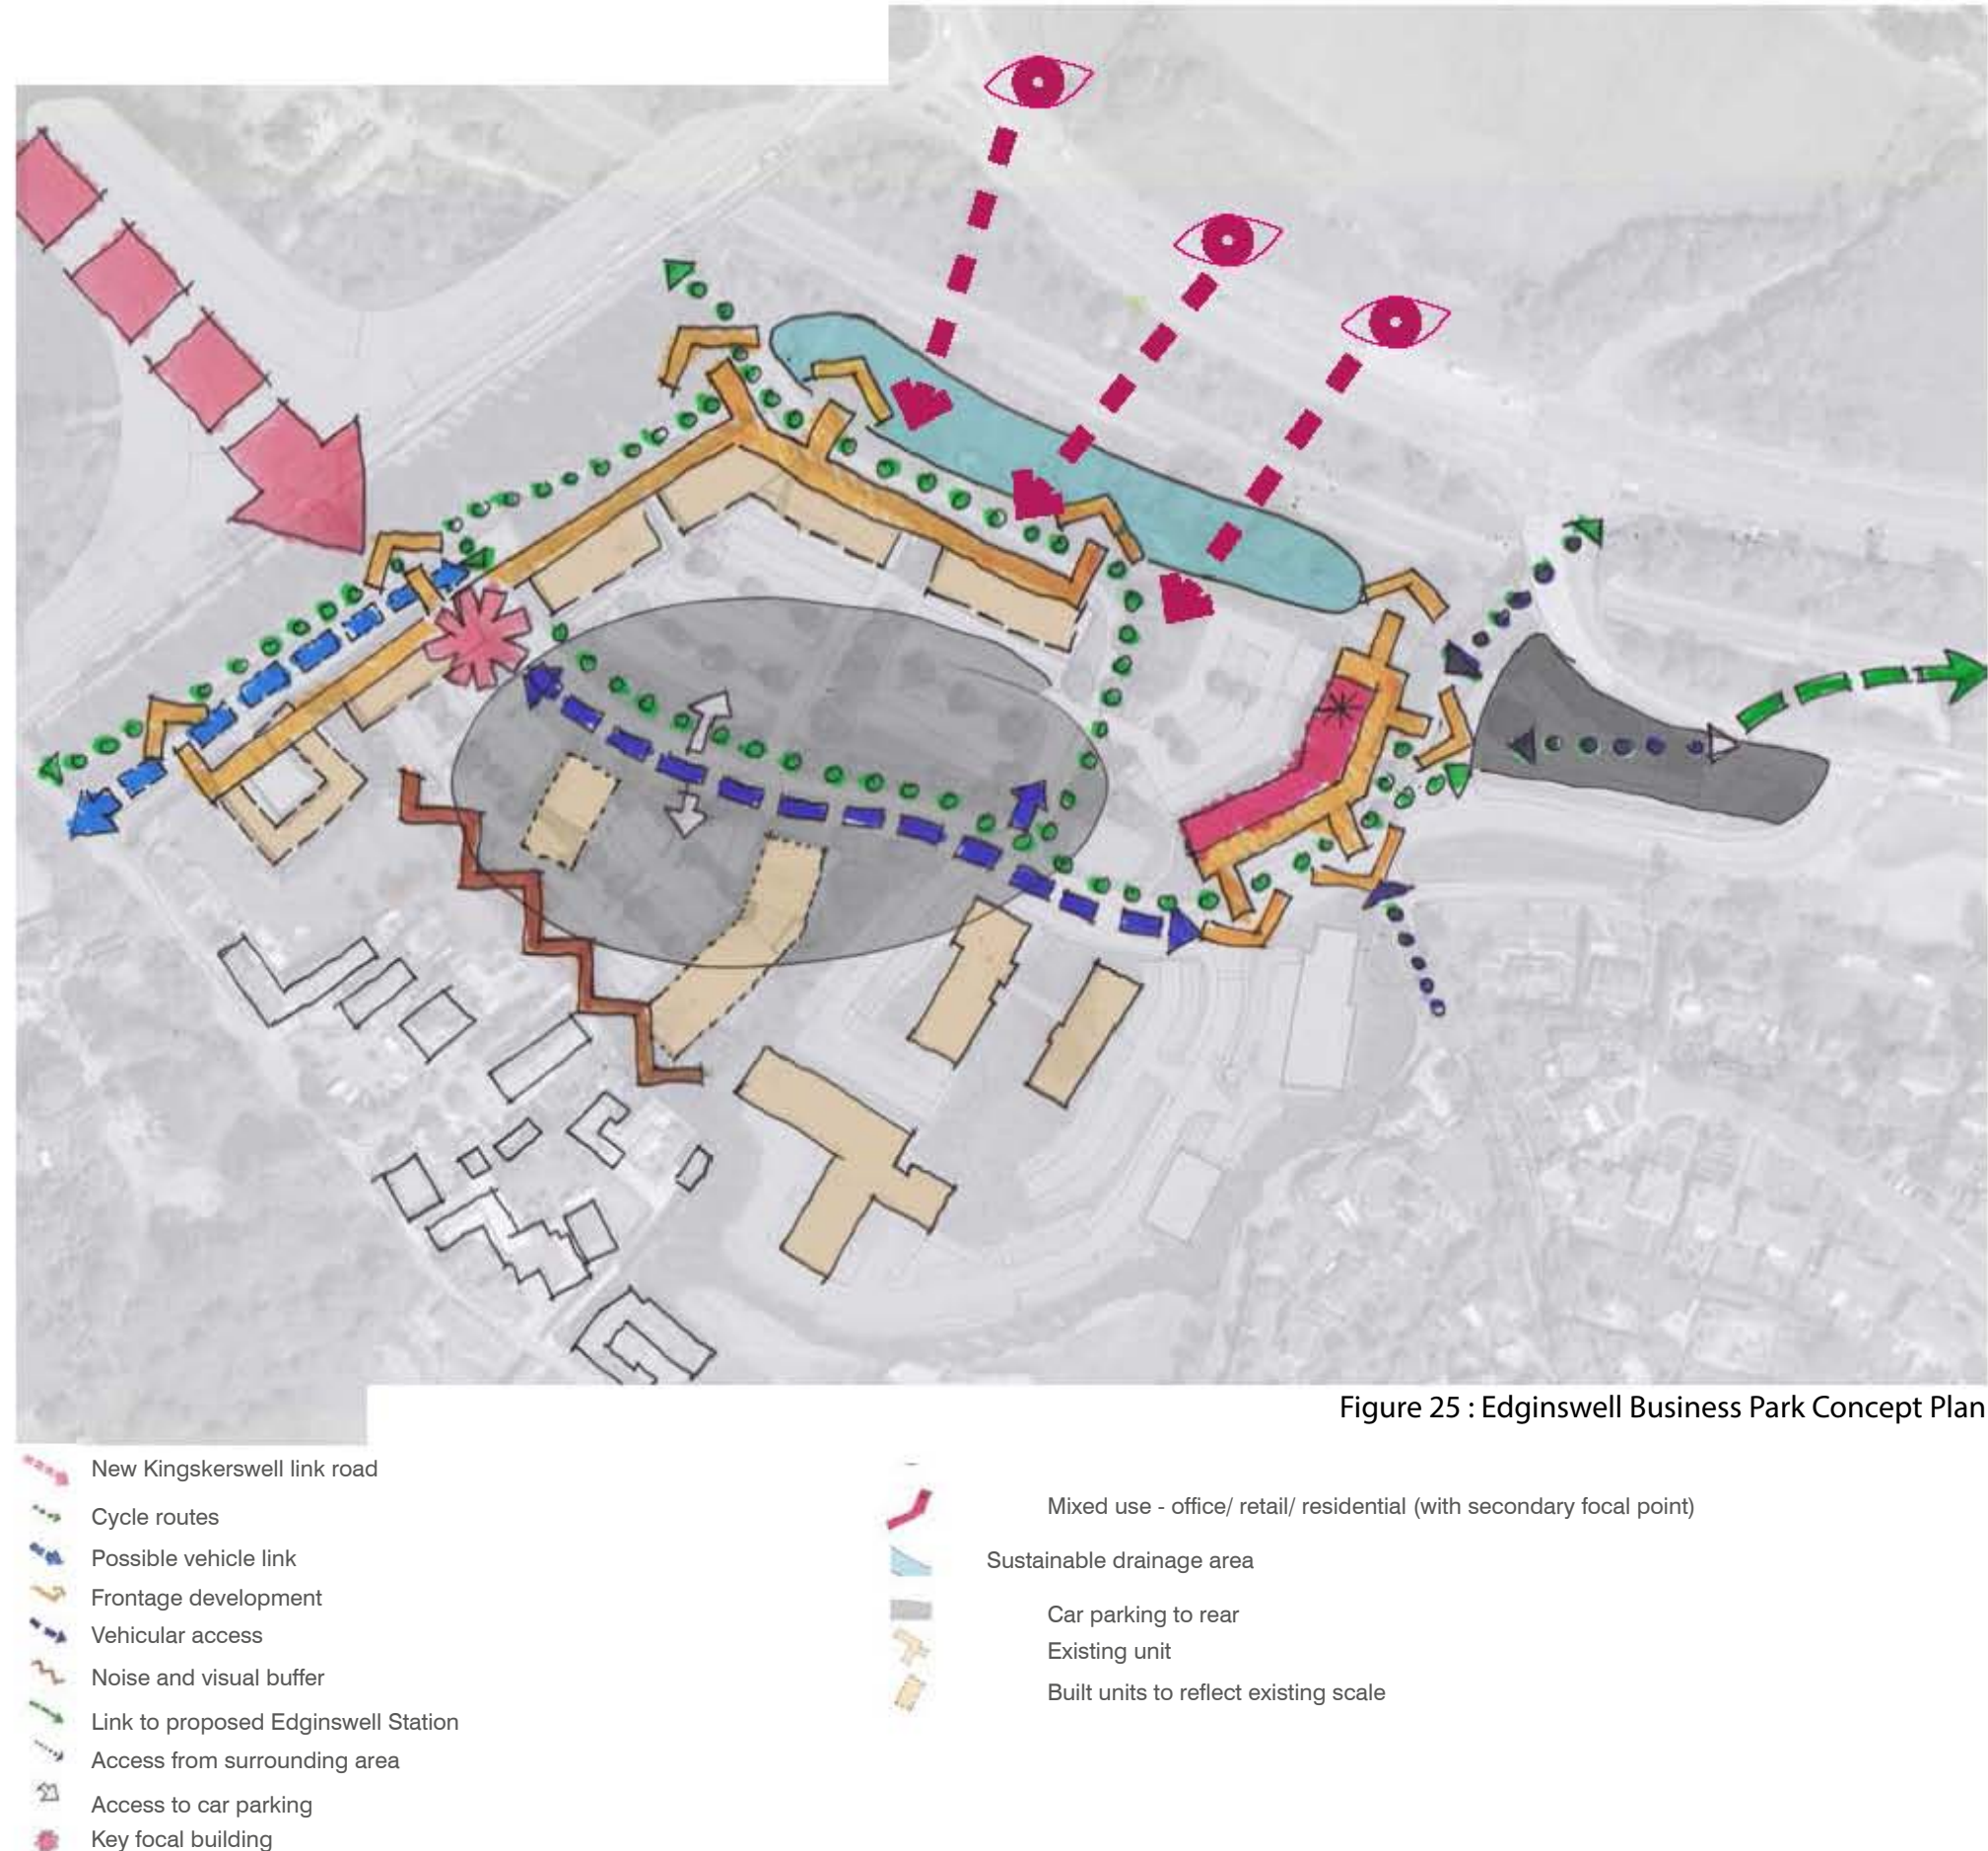 Figure 25 : Edginswell Business Park Concept Plan
New Kingskerswell link road
Cycle routes
Possible vehicle link
Frontage development
Vehicular access
Noise and visual buffer
Link to proposed Edginswell Station
Access from surrounding area
Access to car parking
Key focal building
Mixed use - office/ retail/ residential (with secondary focal point)
Sustainable drainage area
Car parking to rear
Existing unit
Built units to reflect existing scale